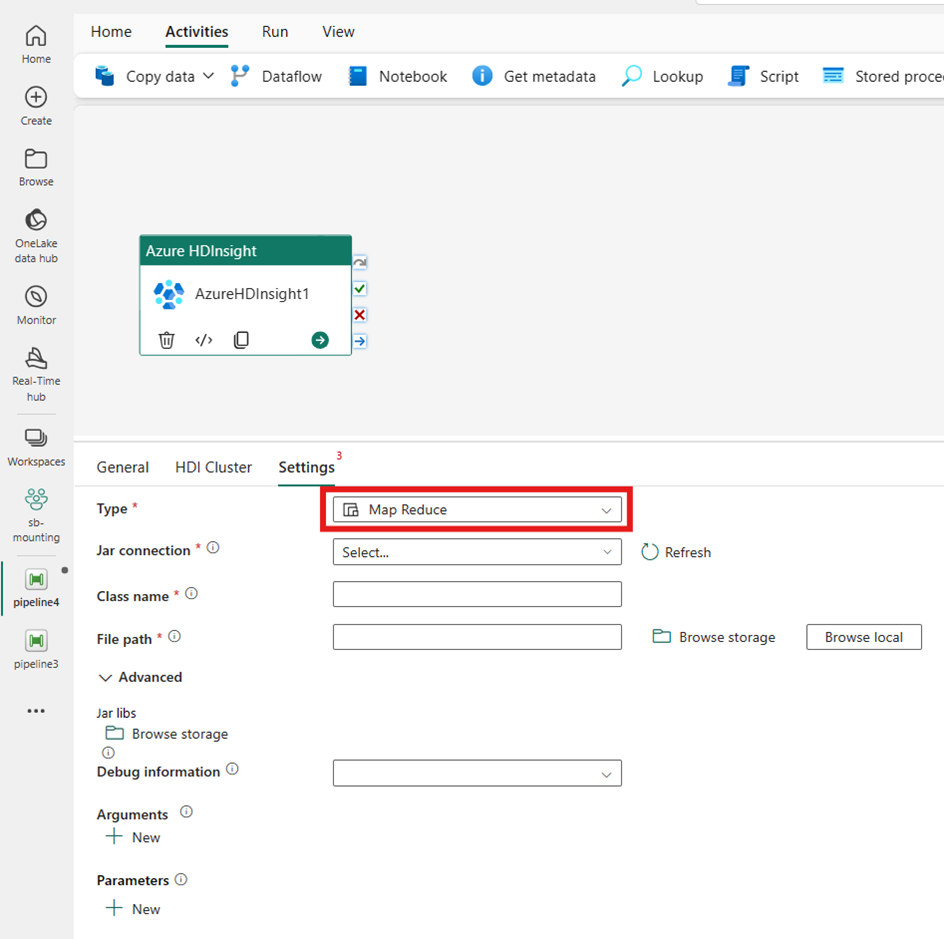 Home
Activities
Run
View
Copy data
Dataflow
Notebook
Get metadata
Lookup
Script
Stored proce
Home
Create
Browse
OneLake
data hub
Monitor
Real-Time
hub
Workspaces
sb-
mounting
pipeline4
pipeline3
Azure HDInsight
AzureHDInsight1
General
HDI Cluster
Settings 3
Type *
Map Reduce
Jar connection *
Select...
Refresh
Class name *
File path *
Browse storage
Browse local
Advanced
Jar libs
Browse storage
Debug information
Arguments
New
Parameters
New